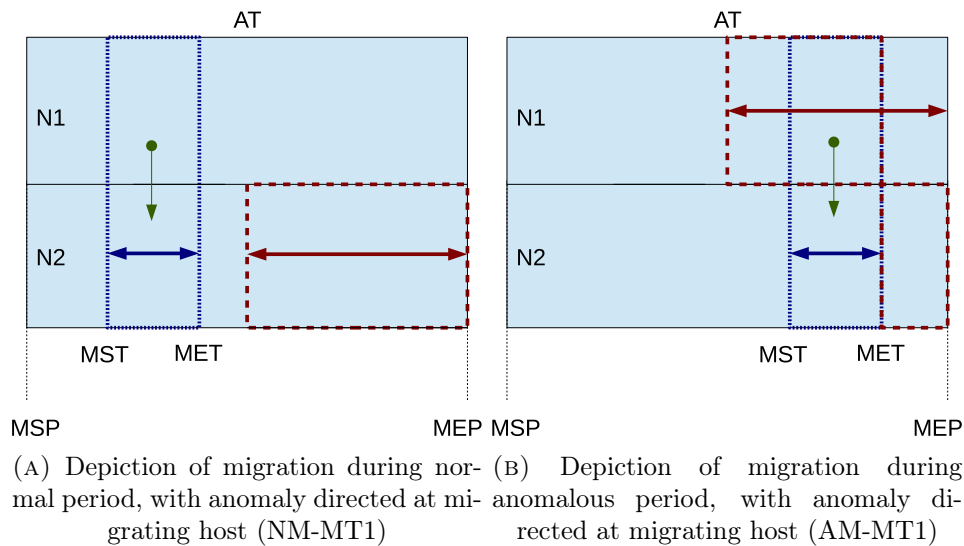 AT
N1
N2
MST MET
MSP MEP
(A) Depiction of migration during nor-
mal period, with anomaly directed at mi-
grating host (NM-MT1)
AT
N1
N2
MST MET
MSP MEP
(B) Depiction of migration during
anomalous period, with anomaly di-
rected at migrating host (AM-MT1)